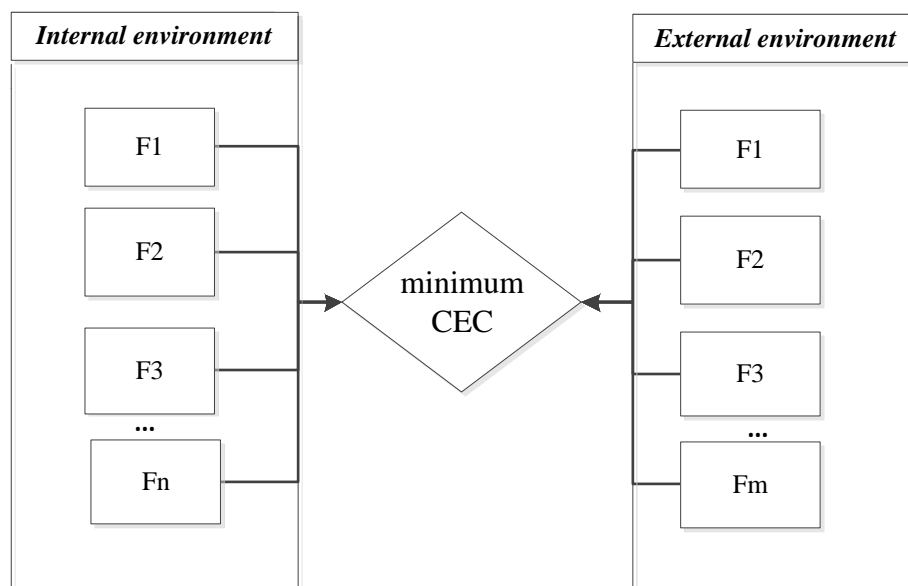 Internal environment
F1
F2
F3
...
Fn
minimum
CEC
External environment
F1
F2
F3
...
Fm